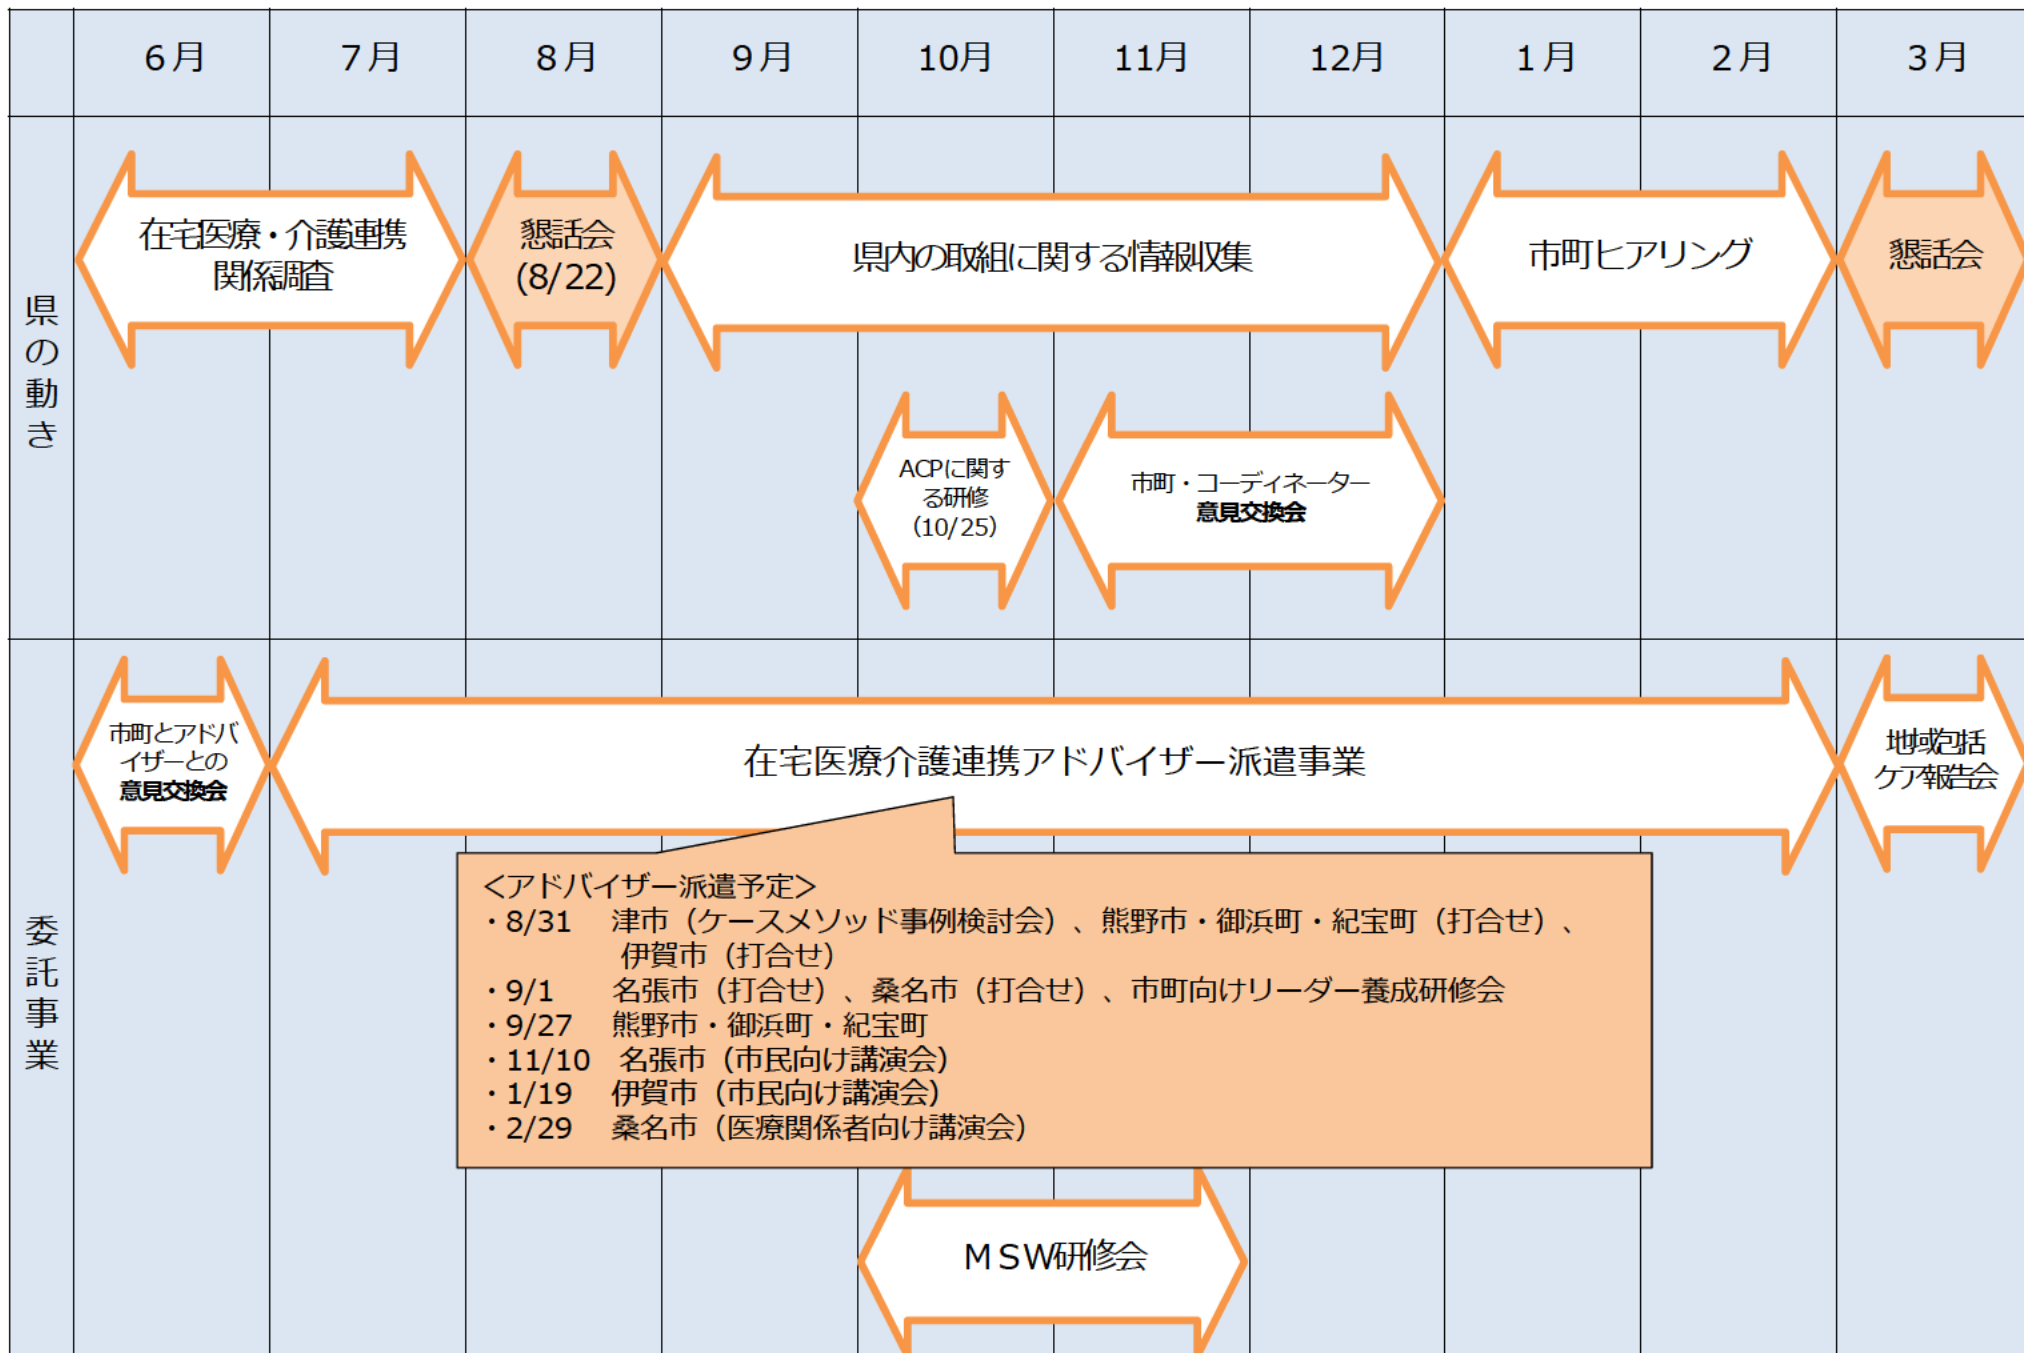 6月 7月 8月 9月 10月 11月 12月 1月 2月 3月
県の動き
在宅医療・介護連携
関係調査
懇話会
(8/22)
県内の取組に関する情報収集
市町ヒアリング
懇話会
ACPに関す
る研修
(10/25)
市町・コーディネーター
意見交換会
委託事業
市町とアドバ
イザーとの
意見交換会
在宅医療介護連携アドバイザー派遣事業
地域包括
ケア報告会
＜アドバイザー派遣予定＞
・8/31 津市（ケースメソッド事例検討会）、熊野市・御浜町・紀宝町（打合せ）、
伊賀市（打合せ）
・9/1 名張市（打合せ）、桑名市（打合せ）、市町向けリーダー養成研修会
・9/27 熊野市・御浜町・紀宝町
・11/10 名張市（市民向け講演会）
・1/19 伊賀市（市民向け講演会）
・2/29 桑名市（医療関係者向け講演会）
ＭＳＷ研修会